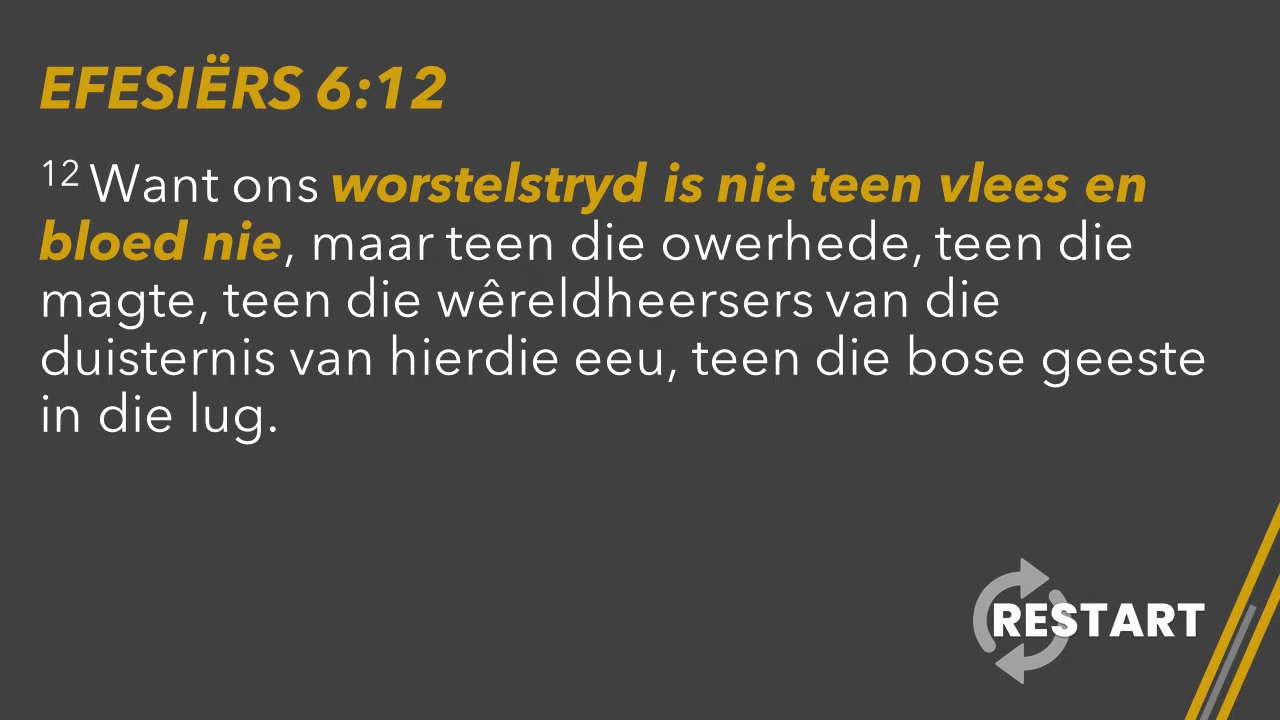 EFESIËRS 6:12
12 Want ons worstelstryd is nie teen vlees en
bloed nie, maar teen die owerhede, teen die
magte, teen die wêreldheersers van die
duisternis van hierdie eeu, teen die bose geeste
in die lug.
RESTART